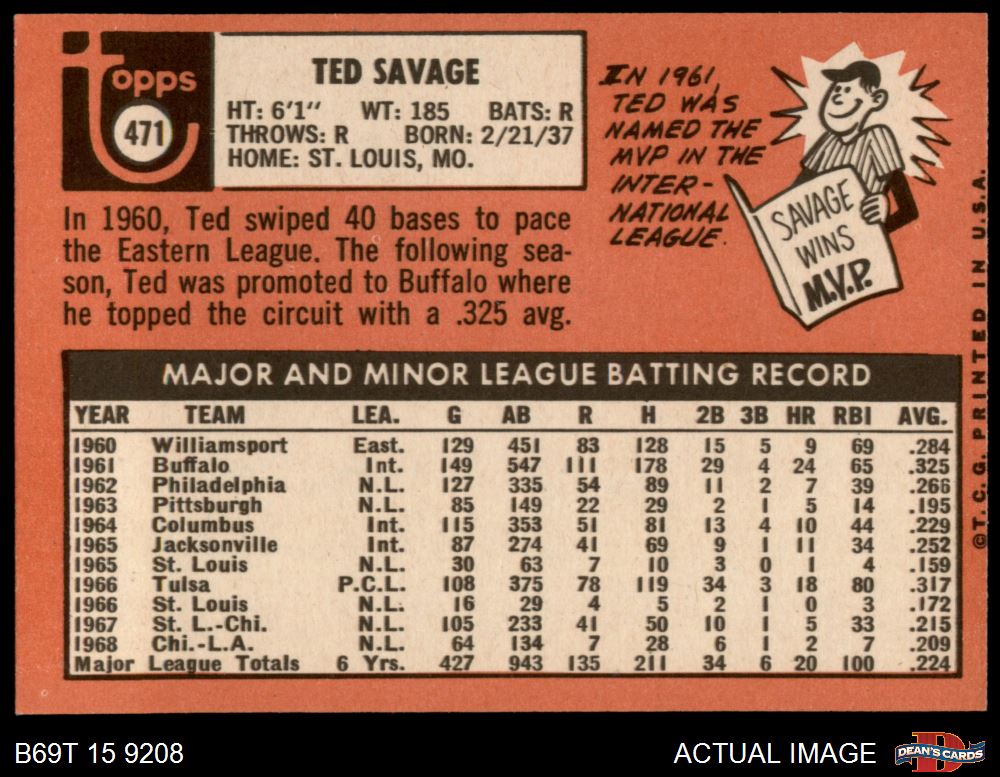 topps
471
TED SAVAGE
HT: 6'1" WT: 185 BATS: R
THROWS: R BORN: 2/21/37
HOME: ST. LOUIS, MO.
IN 1961,
TED WAS
NAMED THE
MVP IN THE
INTER-
NATIONAL
LEAGUE.
SAVAGE
WINS
M.V.P.
In 1960, Ted swiped 40 bases to pace
the Eastern League. The following sea-
son, Ted was promoted to Buffalo where
he topped the circuit with a .325 avg.
MAJOR AND MINOR LEAGUE BATTING RECORD
YEAR TEAM LEA. G AB R H 2B 3B HR RBI AVG.
1960 Williamsport East. 129 451 83 128 15 5 9 69 .284
1961 Buffalo Int. 149 547 111 178 29 4 24 65 .325
1962 Philadelphia N.L. 127 335 54 89 11 2 7 39 .266
1963 Pittsburgh N.L. 85 149 22 29 2 1 5 14 .195
1964 Columbus Int. 115 353 51 81 13 4 10 44 .229
1965 Jacksonville Int. 87 274 41 69 9 1 11 34 .252
1965 St. Louis N.L. 30 63 7 10 3 0 1 4 .159
1966 Tulsa P.C.L. 108 375 78 119 34 3 18 80 .317
1966 St. Louis N.L. 16 29 4 5 2 1 0 3 .172
1967 St. L.-Chi. N.L. 105 233 41 50 10 1 5 33 .215
1968 Chi.-L.A. N.L. 64 134 7 28 6 1 2 7 .209
Major League Totals 6 Yrs. 427 943 135 211 34 6 20 100 .224
©T. C. G. PRINTED IN U.S.A.
B69T 15 9208
ACTUAL IMAGE
D
DEAN'S CARDS